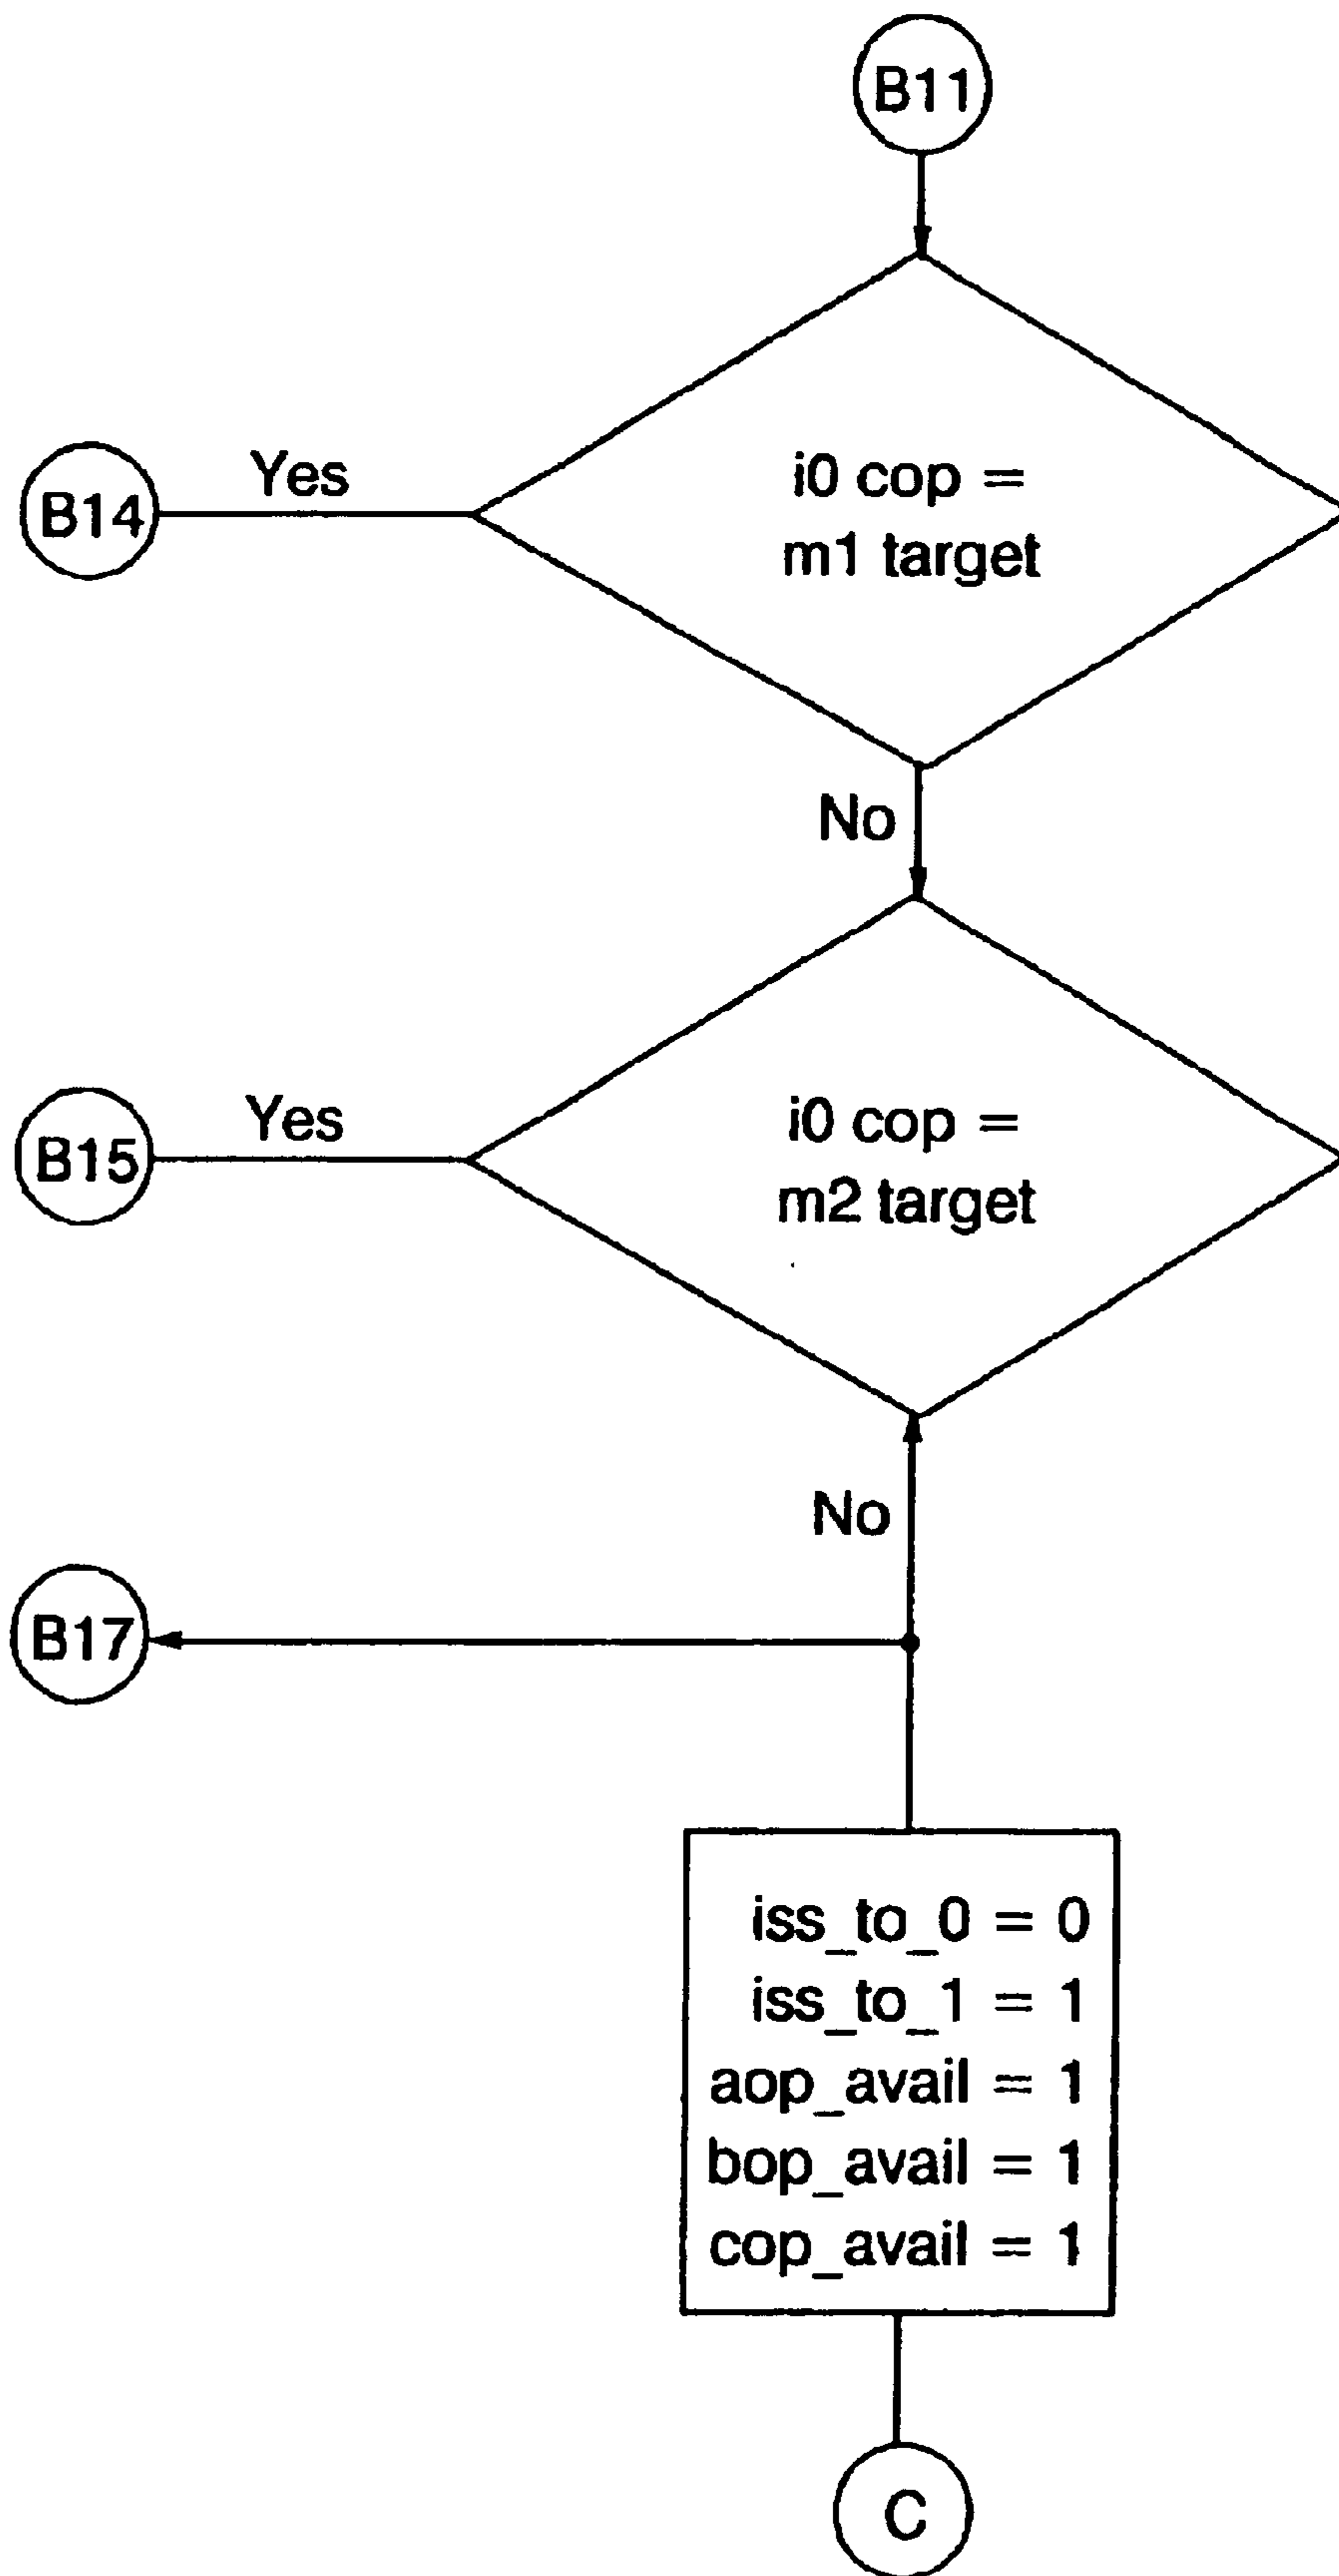 B11
Yes
B14
i0 cop =
m1 target
No
Yes
B15
i0 cop =
m2 target
No
B17
iss_to_0 = 0
iss_to_1 = 1
aop_avail = 1
bop_avail = 1
cop_avail = 1
C